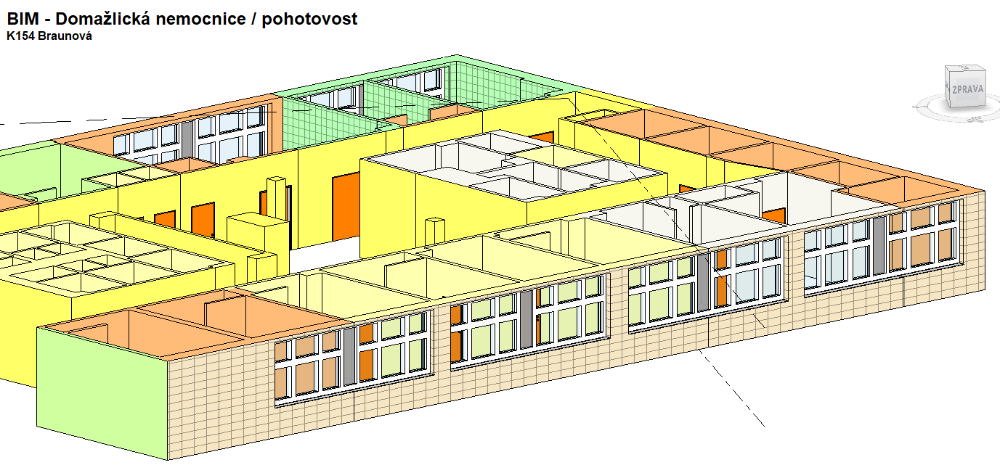 BIM - Domažlická nemocnice / pohotovost
K154 Braunová
ZPRAVA